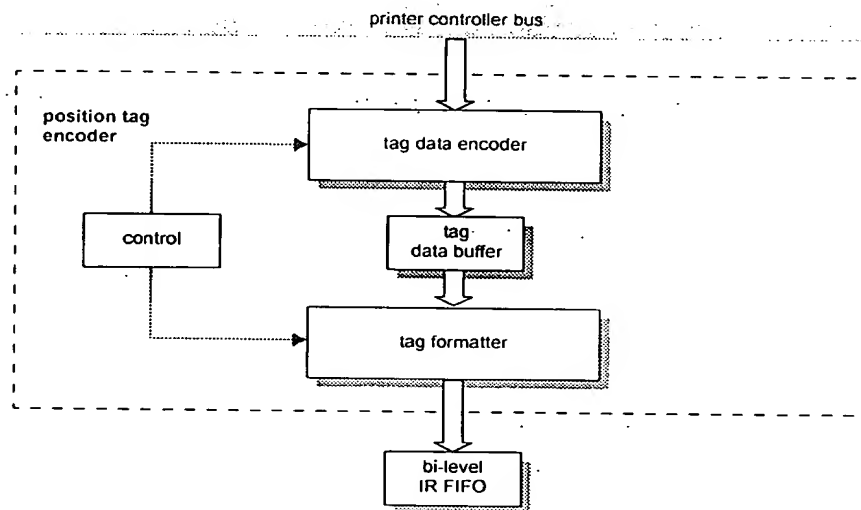 printer controller bus
position tag
encoder
tag data encoder
control
tag
data buffer
tag formatter
bi-level
IR FIFO